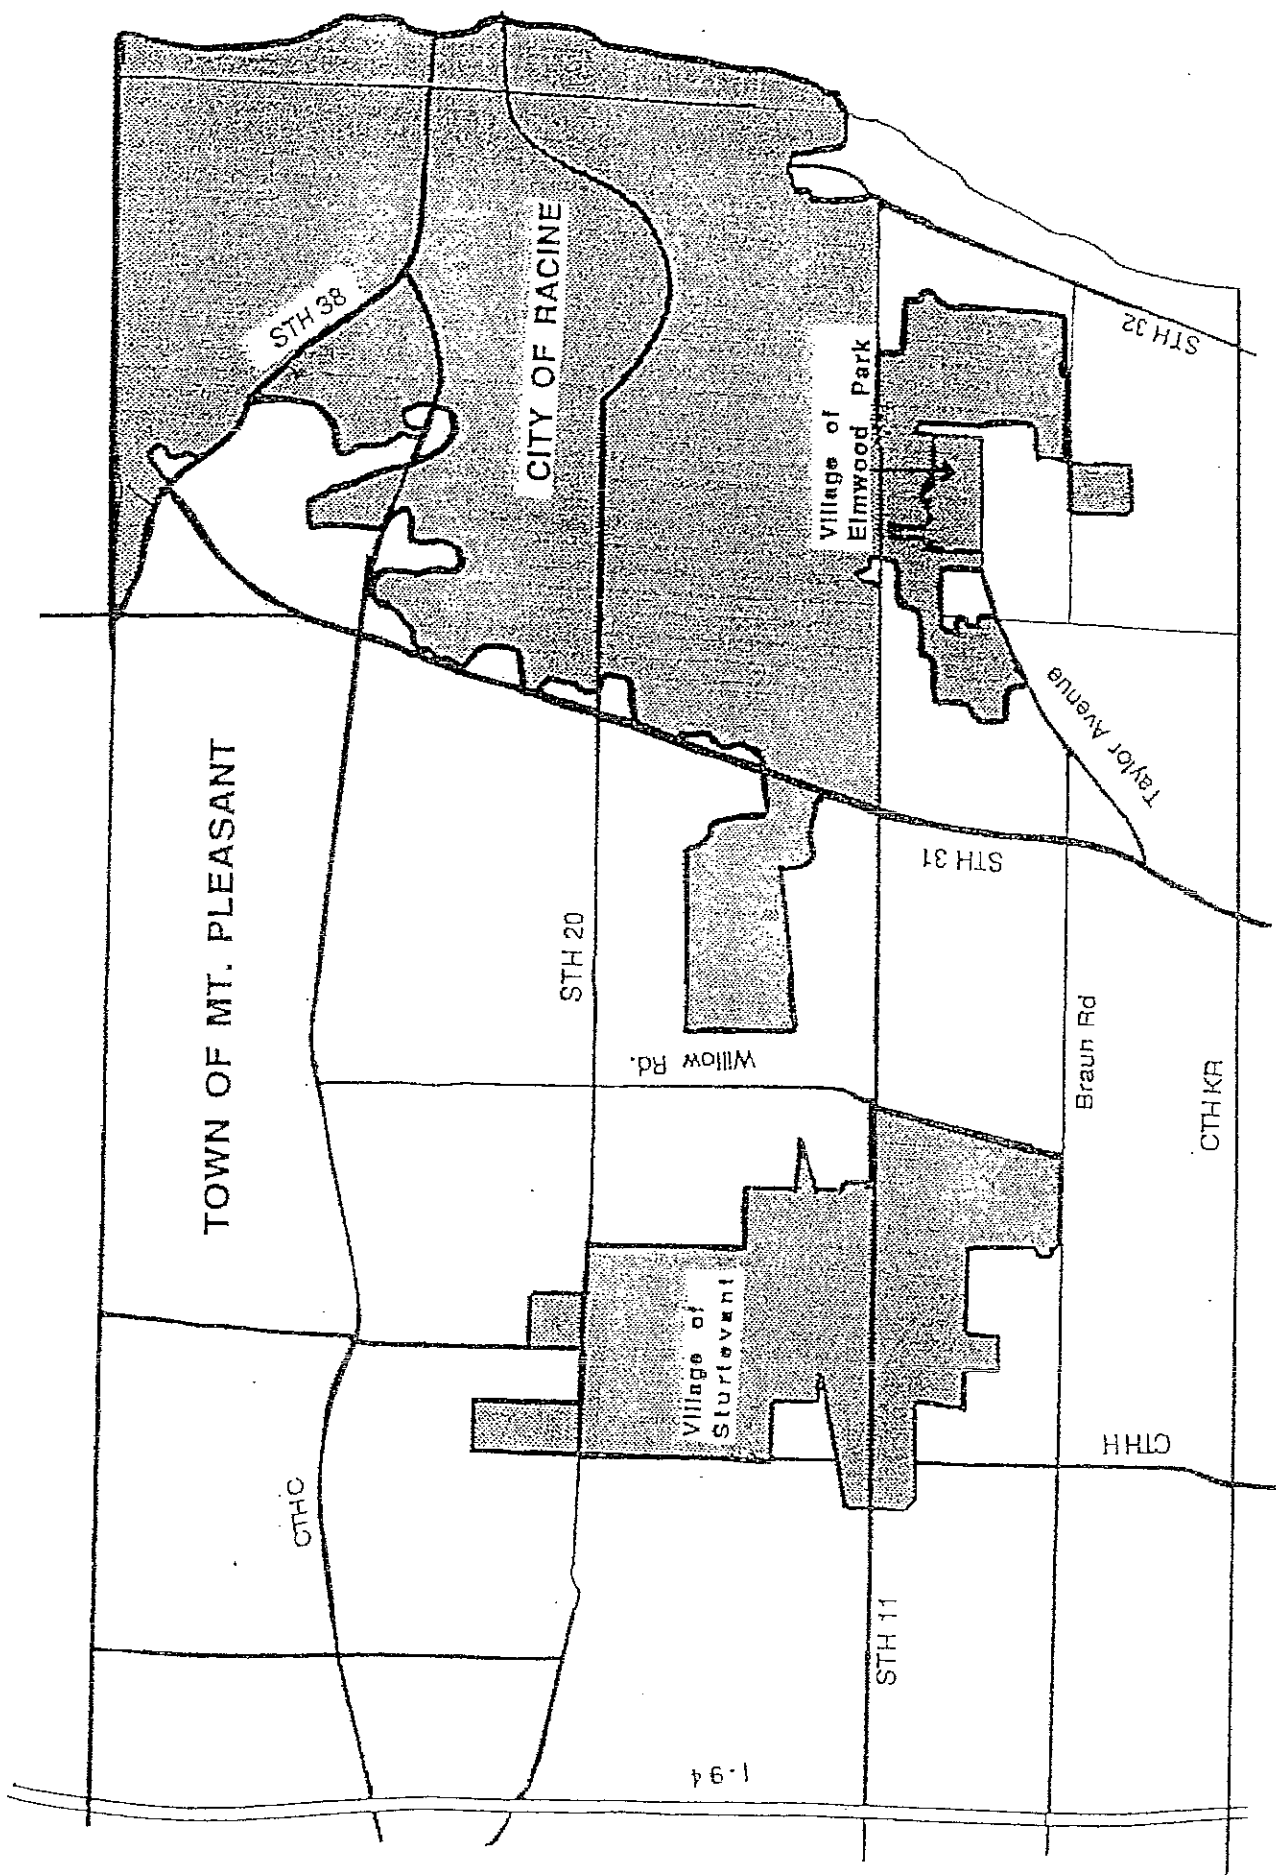 TOWN OF MT. PLEASANT
STH 38
CITY OF RACINE
CTH C
STH 20
Willow Rd.
Village of
Sturtevant
Village of
Elmwood Park
I-94
STH 11
STH 31
Taylor Avenue
STH 32
CTH H
Braun Rd
CTH KR